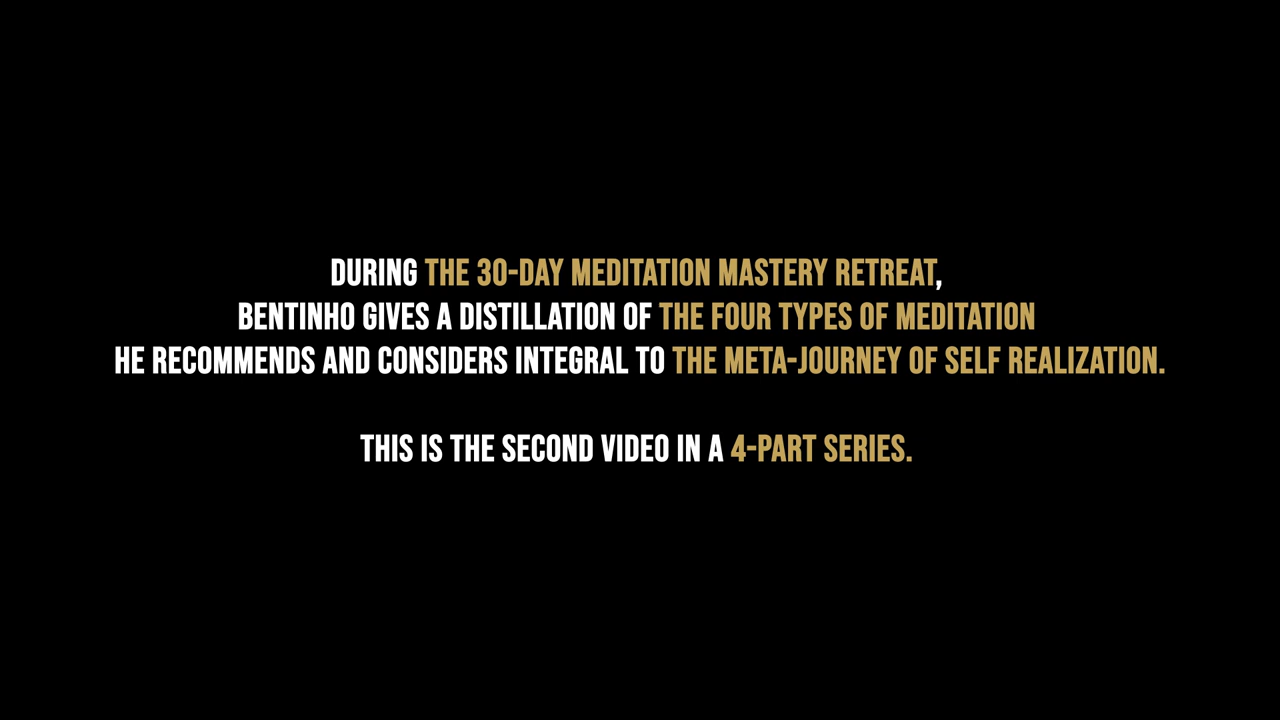 DURING THE 30-DAY MEDITATION MASTERY RETREAT,
BENTINHO GIVES A DISTILLATION OF THE FOUR TYPES OF MEDITATION
HE RECOMMENDS AND CONSIDERS INTEGRAL TO THE META-JOURNEY OF SELF REALIZATION.
THIS IS THE SECOND VIDEO IN A 4-PART SERIES.